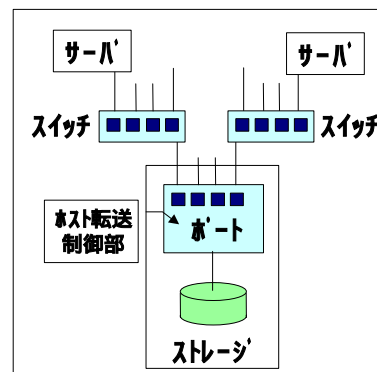 サーバ
サーバ
スイッチ
スイッチ
ホスト転送
制御部
ポート
ストレージ